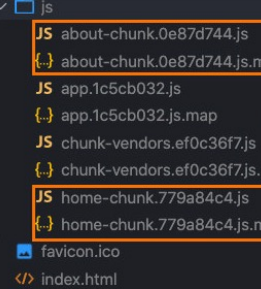 js
JS about-chunk.0e87d744.js
{..} about-chunk.0e87d744.js.m
JS app.1c5cb032.js
{..} app.1c5cb032.js.map
JS chunk-vendors.ef0c36f7.js
{..} chunk-vendors.ef0c36f7.js.
JS home-chunk.779a84c4.js
{..} home-chunk.779a84c4.js.m
favicon.ico
</> index.html